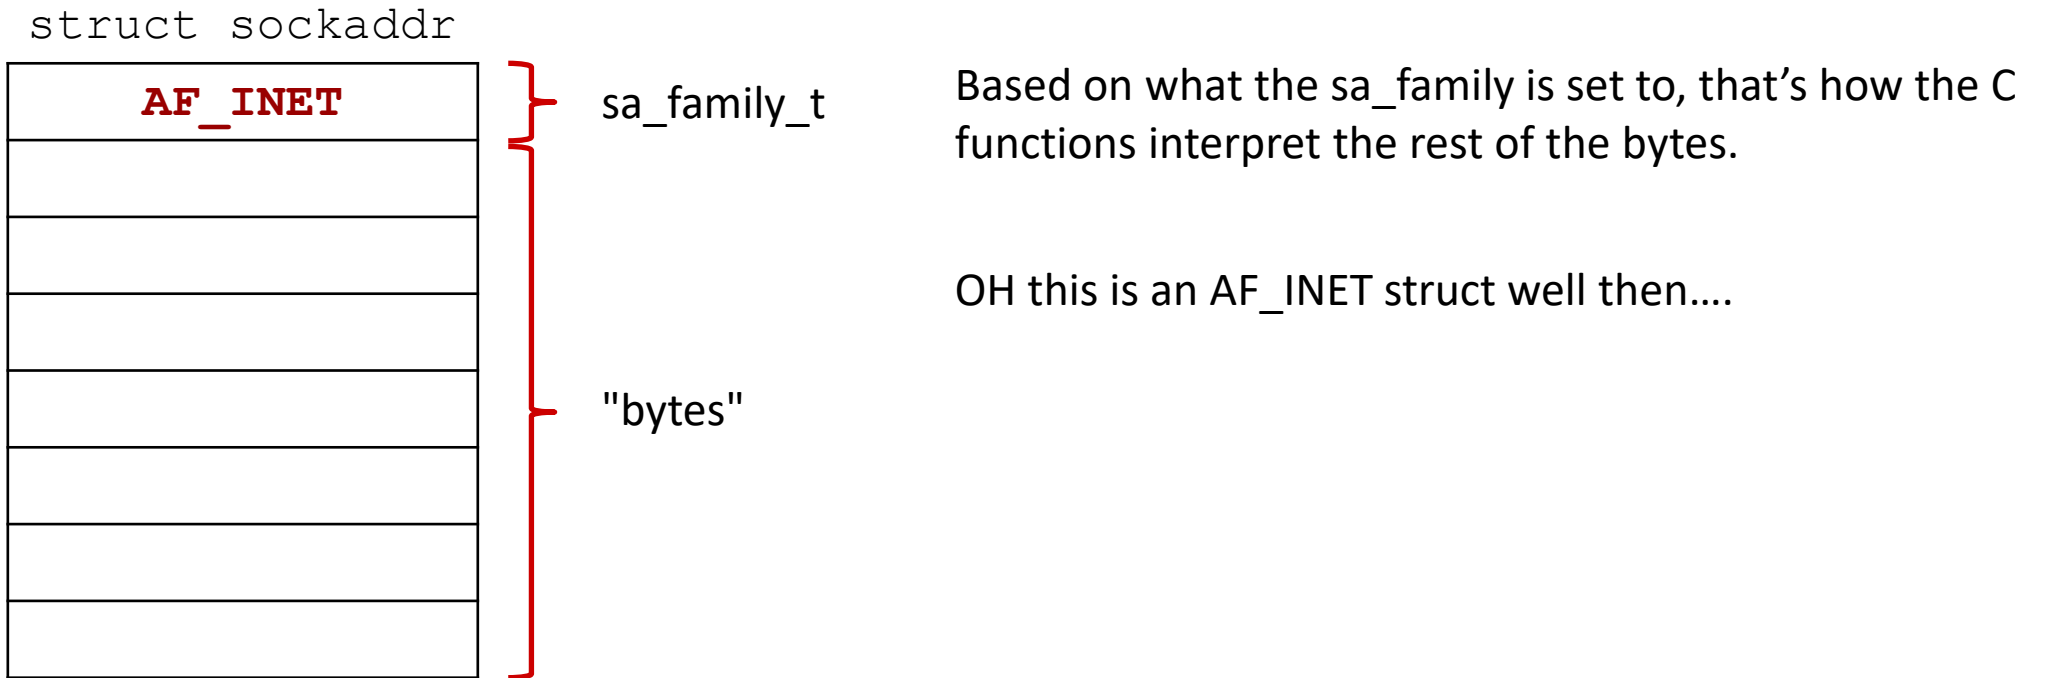 struct sockaddr
AF_INET
sa_family_t
"bytes"
Based on what the sa_family is set to, that’s how the C
functions interpret the rest of the bytes.
OH this is an AF_INET struct well then….